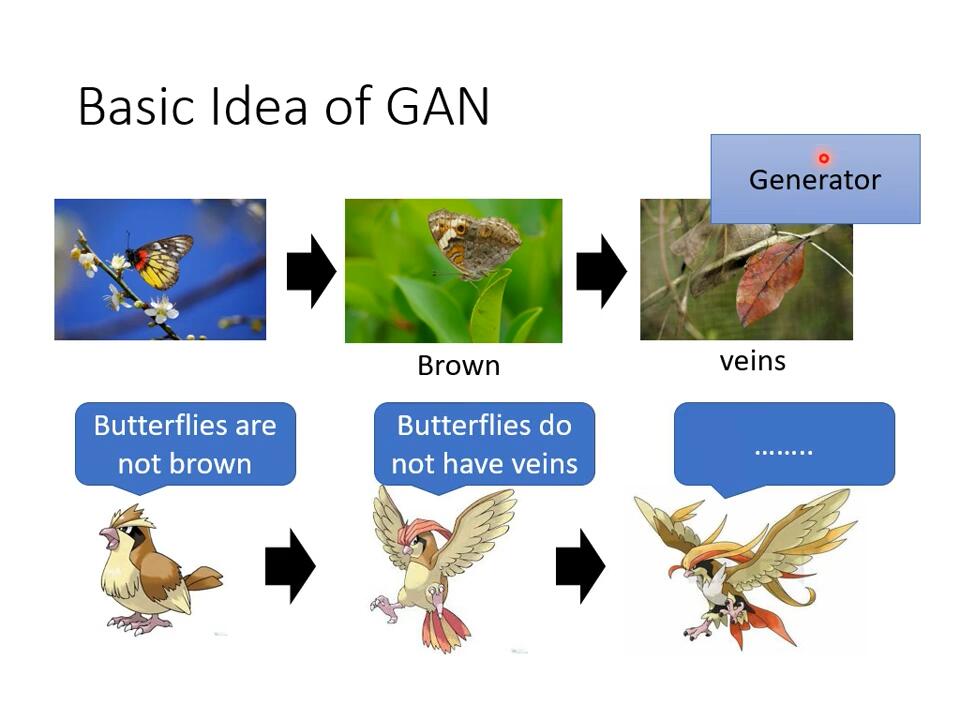 Basic Idea of GAN
Generator
Brown
veins
Butterflies are
not brown
Butterflies do
not have veins
........